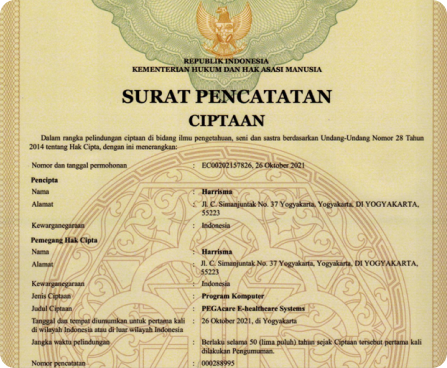 REPUBLIK INDONESIA
KEMENTERIAN HUKUM DAN HAK ASASI MANUSIA
SURAT PENCATATAN
CIPTAAN
Dalam rangka pelindungan ciptaan di bidang ilmu pengetahuan, seni dan sastra berdasarkan Undang-Undang Nomor 28 Tahun
2014 tentang Hak Cipta, dengan ini menerangkan:
Nomor dan tanggal permohonan : EC00202157826, 26 Oktober 2021
Pencipta
Nama : Harrisma
Alamat : Jl. C. Simanjuntak No. 37 Yogyakarta, Yogyakarta, DI YOGYAKARTA,
55223
Kewarganegaraan : Indonesia
Pemegang Hak Cipta
Nama : Harrisma
Alamat : Jl. C. Simanjuntak No. 37 Yogyakarta, Yogyakarta, DI YOGYAKARTA,
55223
Kewarganegaraan : Indonesia
Jenis Ciptaan : Program Komputer
Judul Ciptaan : PEGAcare E-healthcare Systems
Tanggal dan tempat diumumkan untuk pertama kali : 26 Oktober 2021, di Yogyakarta
di wilayah Indonesia atau di luar wilayah Indonesia
Jangka waktu pelindungan : Berlaku selama 50 (lima puluh) tahun sejak Ciptaan tersebut pertama kali
dilakukan Pengumuman.
Nomor pencatatan : 000288995